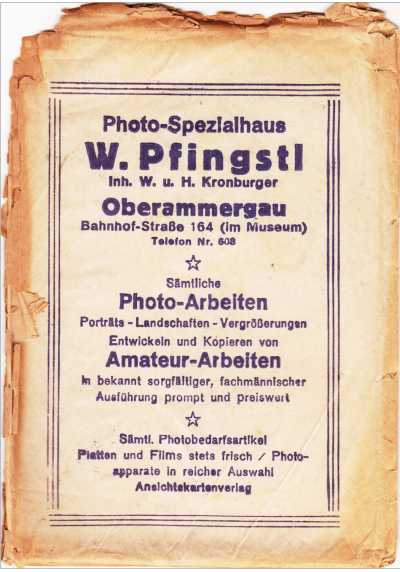 Photo-Spezialhaus
W. Pfingstl
Inh. W. u. H. Kronburger
Oberammergau
Bahnhof-Straße 164 (im Museum)
Telefon Nr. 608
Sämtliche
Photo-Arbeiten
Porträts - Landschaften - Vergrößerungen
Entwickeln und Kopieren von
Amateur-Arbeiten
in bekannt sorgfältiger, fachmännischer
Ausführung prompt und preiswert
Sämtl. Photobedarfsartikel
Platten und Films stets frisch / Photo-
apparate in reicher Auswahl
Ansichtskartenverlag